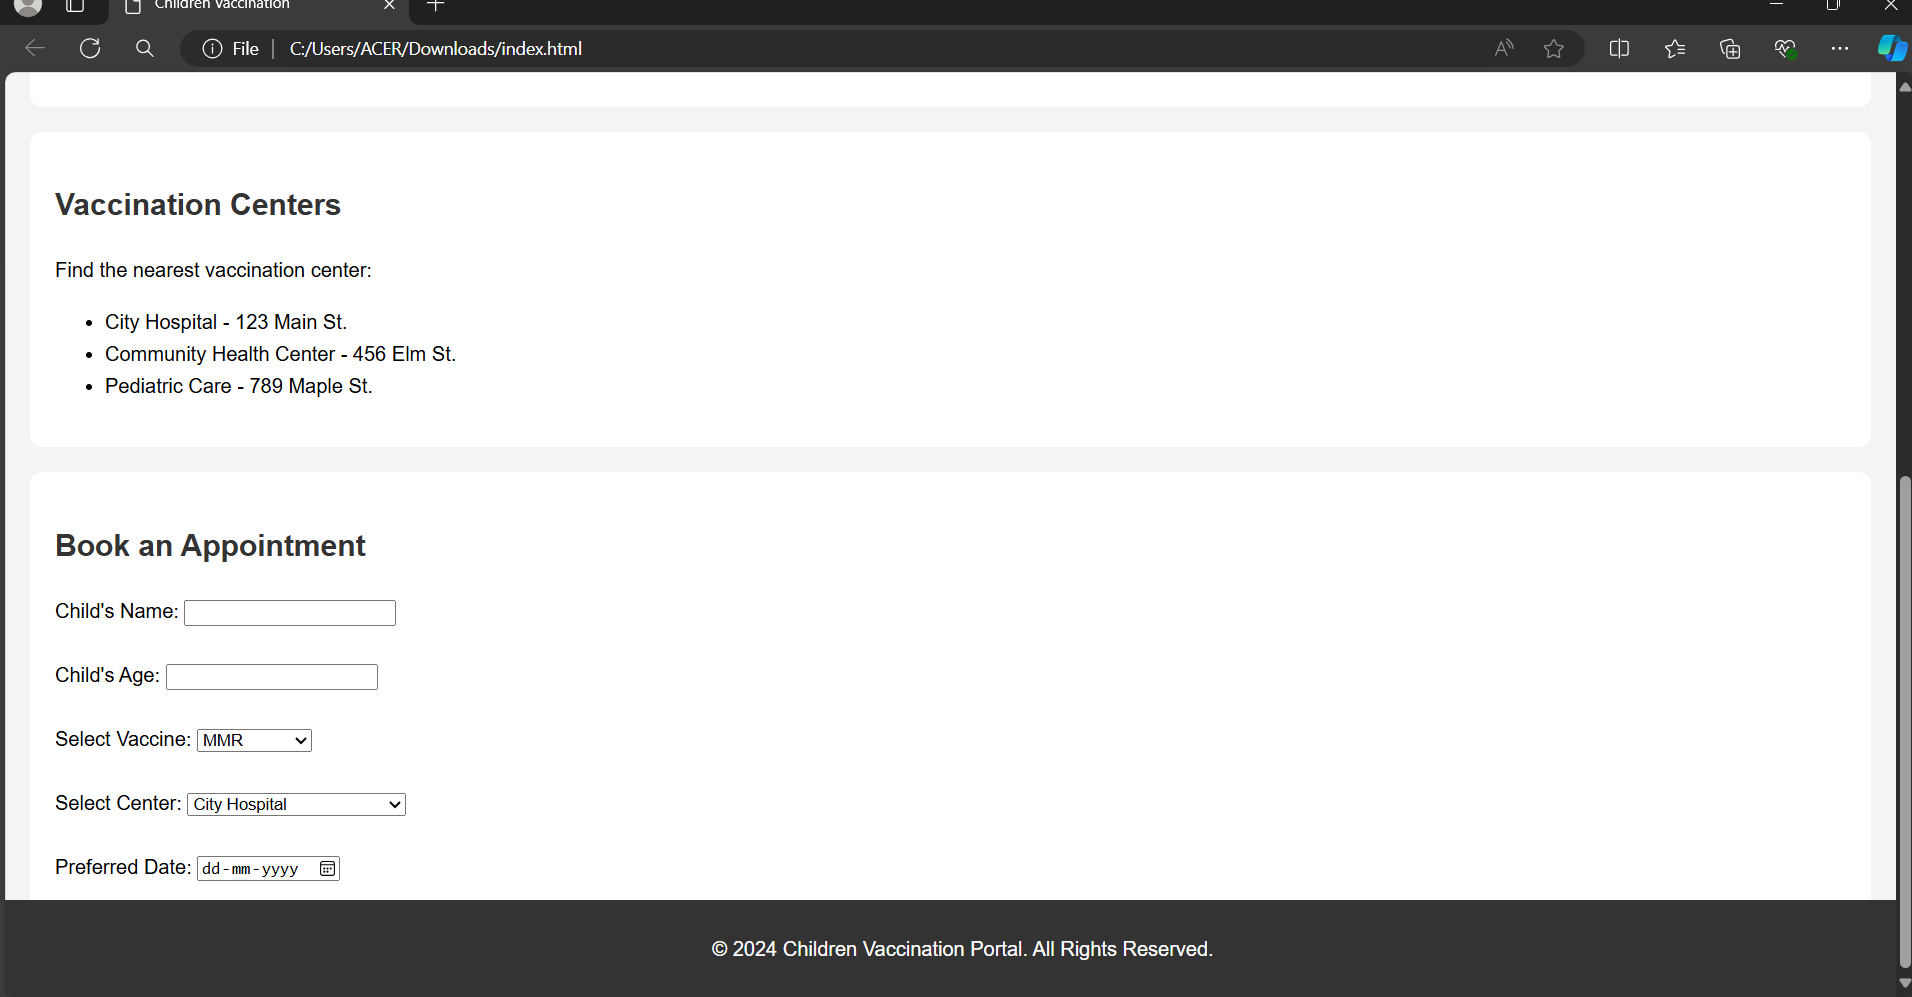 Children Vaccination
File
C:/Users/ACER/Downloads/index.html
Vaccination Centers
Find the nearest vaccination center:
City Hospital - 123 Main St.
Community Health Center - 456 Elm St.
Pediatric Care - 789 Maple St.
Book an Appointment
Child's Name:
Child's Age:
Select Vaccine: MMR
Select Center: City Hospital
Preferred Date: dd-mm-yyyy
© 2024 Children Vaccination Portal. All Rights Reserved.